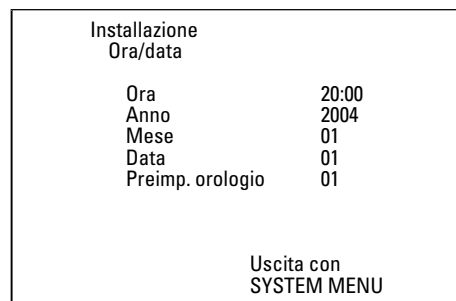 Installazione
Ora/data
Ora 20:00
Anno 2004
Mese 01
Data 01
Preimp. orologio 01
Uscita con
SYSTEM MENU